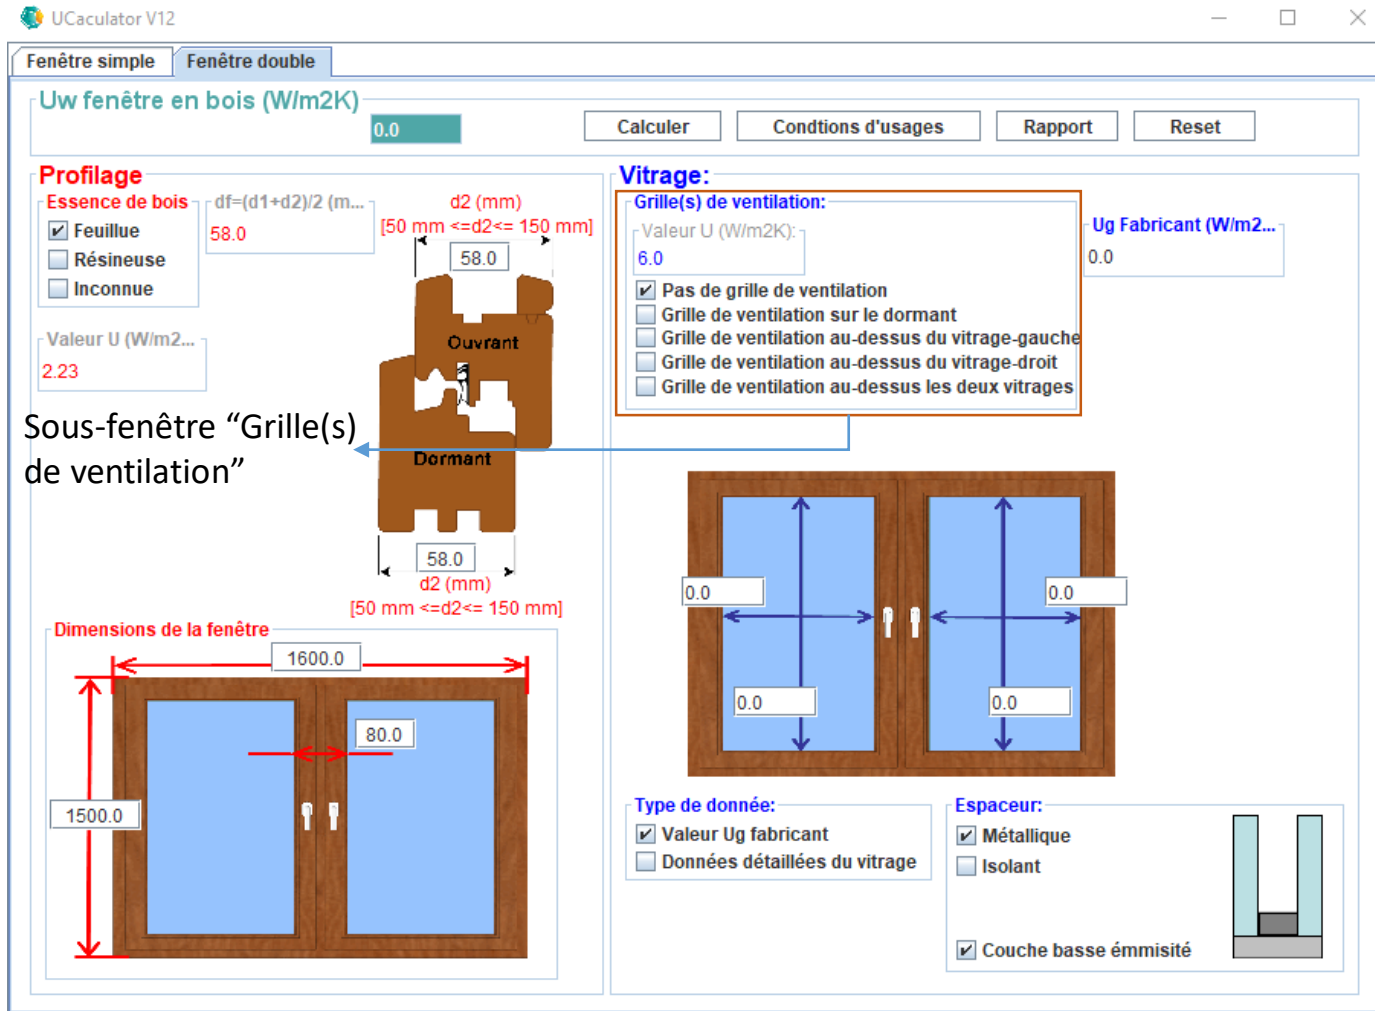 UCaculator V12
Fenêtre simple
Fenêtre double
Uw fenêtre en bois (W/m2K)
0.0
Calculer
Condtions d'usages
Rapport
Reset
Profilage
Essence de bois
Feuillue
Résineuse
Inconnue
df=(d1+d2)/2 (m...
58.0
Valeur U (W/m2...
2.23
d2 (mm)
[50 mm <=d2<= 150 mm]
58.0
Ouvrant
Dormant
58.0
d2 (mm)
[50 mm <=d2<= 150 mm]
Sous-fenêtre “Grille(s)
de ventilation”
Dimensions de la fenêtre
1600.0
80.0
1500.0
Vitrage:
Grille(s) de ventilation:
Valeur U (W/m2K):
6.0
Pas de grille de ventilation
Grille de ventilation sur le dormant
Grille de ventilation au-dessus du vitrage-gauche
Grille de ventilation au-dessus du vitrage-droit
Grille de ventilation au-dessus les deux vitrages
Ug Fabricant (W/m2...
0.0
0.0
0.0
0.0
0.0
Type de donnée:
Valeur Ug fabricant
Données détaillées du vitrage
Espaceur:
Métallique
Isolant
Couche basse émmisité